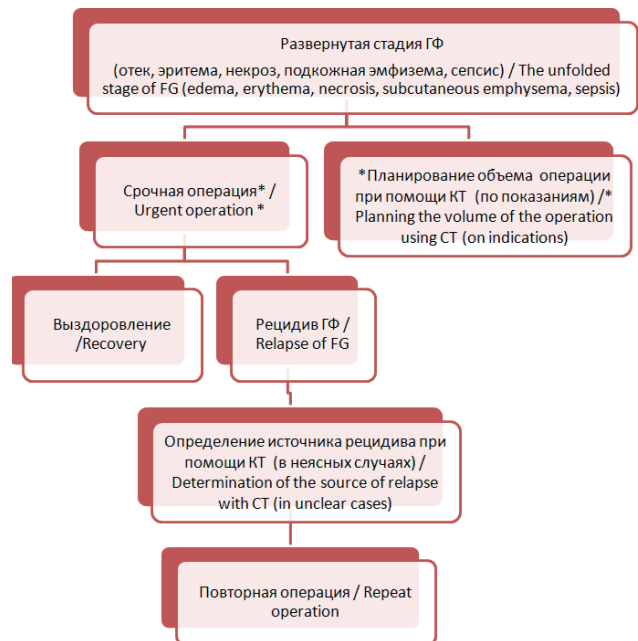 Развернутая стадия ГФ
(отек, эритема, некроз, подкожная эмфизема, сепсис) / The unfolded
stage of FG (edema, erythema, necrosis, subcutaneous emphysema, sepsis)
Срочная операция* /
Urgent operation *
*Планирование объема операции
при помощи КТ (по показаниям) /*
Planning the volume of the operation
using CT (on indications)
Выздоровление
/Recovery
Рецидив ГФ /
Relapse of FG
Определение источника рецидива при
помощи КТ (в неясных случаях) /
Determination of the source of relapse
with CT (in unclear cases)
Повторная операция / Repeat
operation